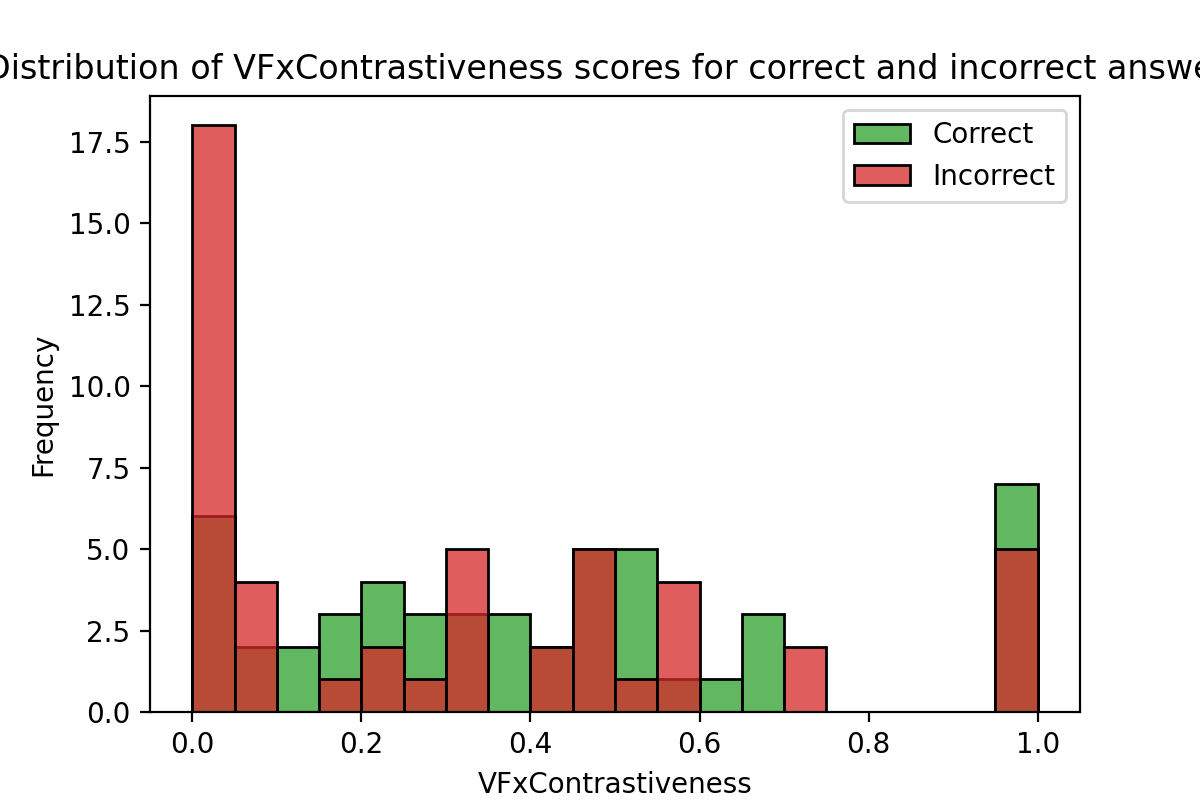 Distribution of VFxContrastiveness scores for correct and incorrect answe
Correct
Incorrect
17.5
15.0
12.5
10.0
7.5
5.0
2.5
0.0
Frequency
0.0 0.2 0.4 0.6 0.8 1.0
VFxContrastiveness